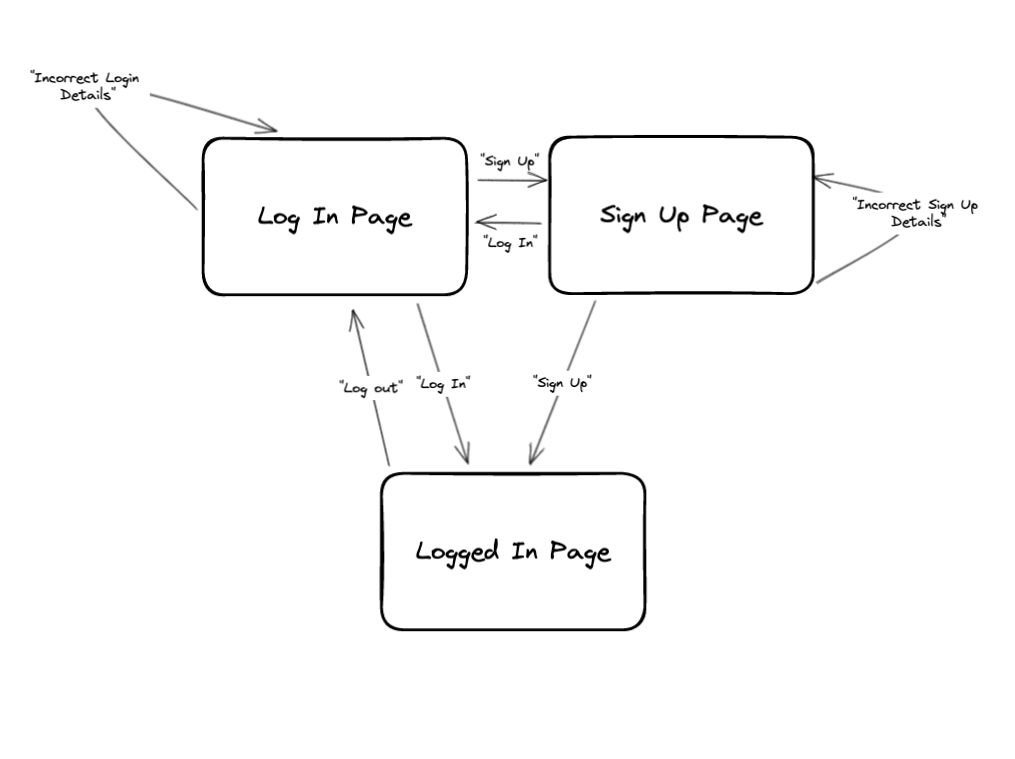 "Incorrect Login
Details"
"Sign Up"
Log In Page
Sign Up Page
"Incorrect Sign Up
Details"
"Log In"
"Log out"
"Log In"
"Sign Up"
Logged In Page